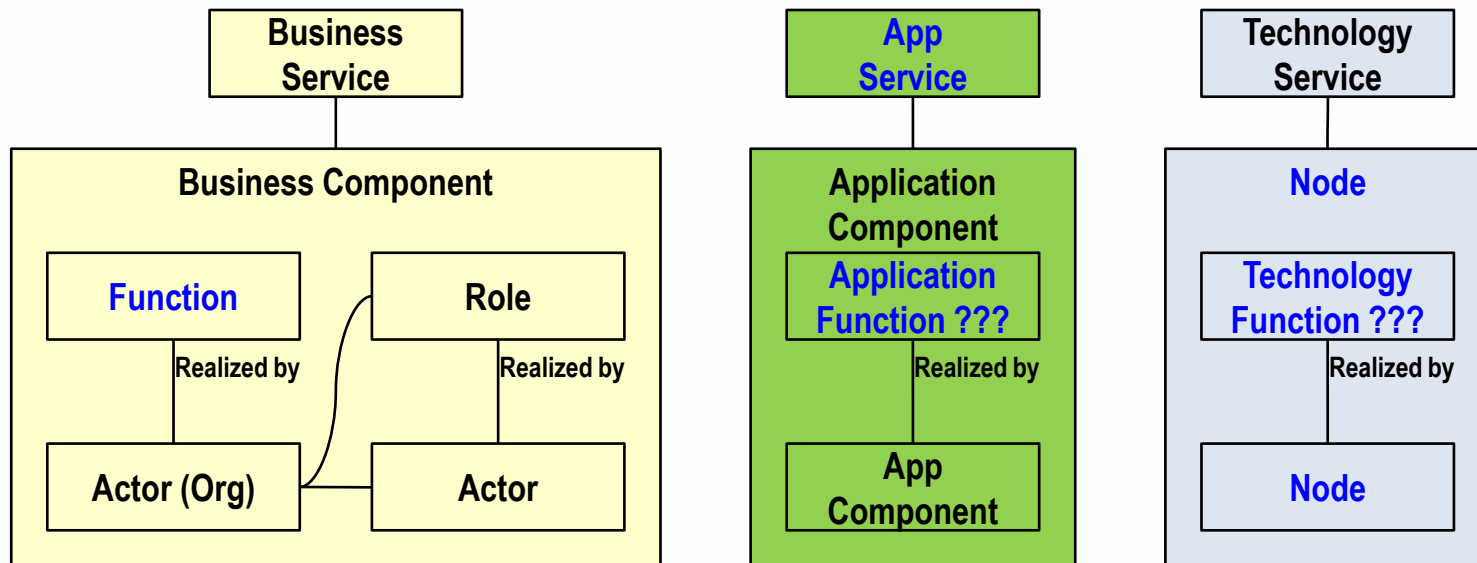 Business
Service
App
Service
Technology
Service
Business Component
Function
Role
Realized by
Realized by
Actor (Org)
Actor
Application
Component
Application
Function ???
Realized by
App
Component
Node
Technology
Function ???
Realized by
Node